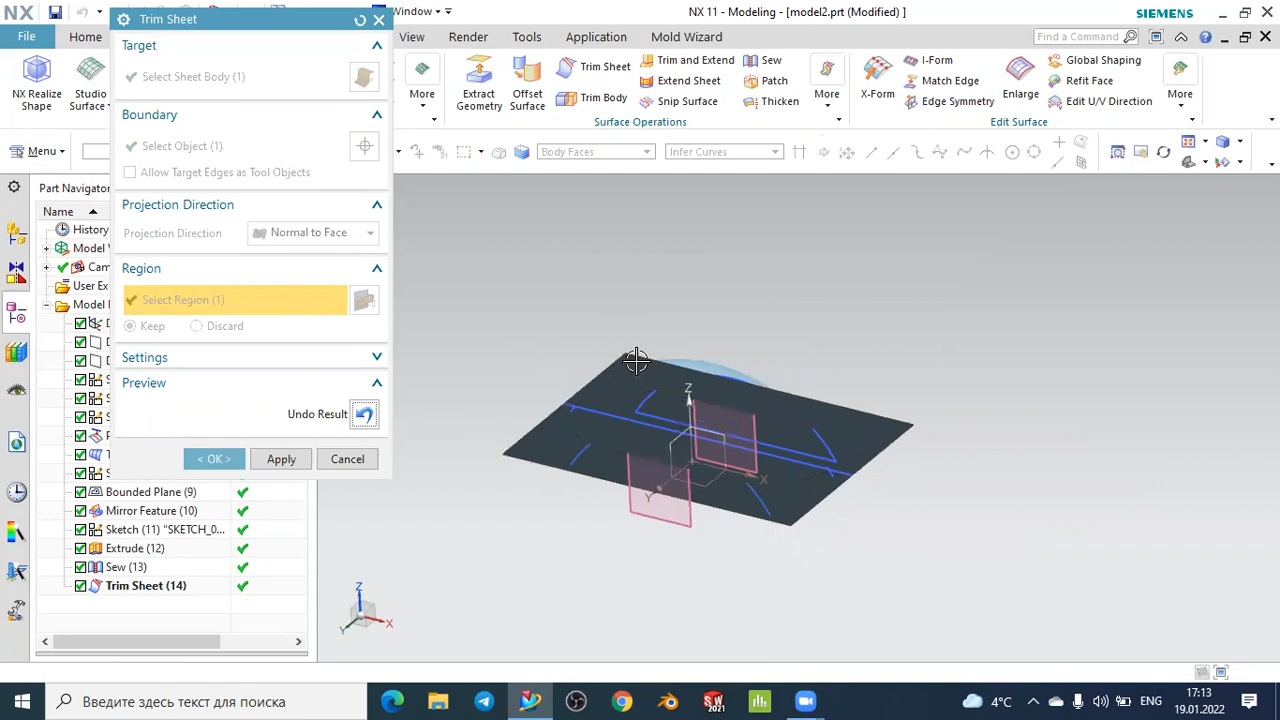 NX
Window
NX 11 - Modeling - [model2.prt (Modified) ]
SIEMENS
Trim Sheet
File
Home
View
Render
Tools
Application
Mold Wizard
Find a Command
NX Realize
Shape
Studio
Surface
More
Extract
Geometry
Offset
Surface
Trim Sheet
Trim Body
Trim and Extend
Extend Sheet
Snip Surface
Sew
Patch
Thicken
More
Surface Operations
X-Form
I-Form
Match Edge
Edge Symmetry
Enlarge
Global Shaping
Refit Face
Edit U/V Direction
More
Edit Surface
Menu
Body Faces
Infer Curves
Target
Select Sheet Body (1)
Boundary
Select Object (1)
Allow Target Edges as Tool Objects
Projection Direction
Projection Direction
Normal to Face
Region
Select Region (1)
Keep
Discard
Settings
Preview
Undo Result
< OK >
Apply
Cancel
Part Navigator
Name
History
Model
Cam
User Ex
Model
Bounded Plane (9)
Mirror Feature (10)
Sketch (11) "SKETCH_0...
Extrude (12)
Sew (13)
Trim Sheet (14)
Z
X
Y
Z
X
Y
Введите здесь текст для поиска
SW
2021
4°C
ENG
17:13
19.01.2022